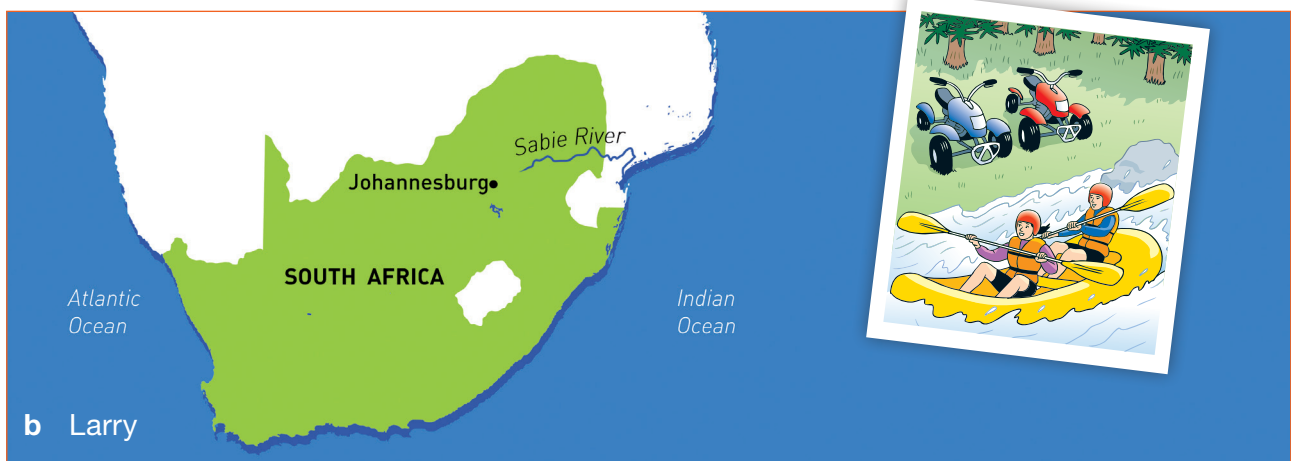 Sabie River
Johannesburg
SOUTH AFRICA
Atlantic
Ocean
Indian
Ocean
b Larry